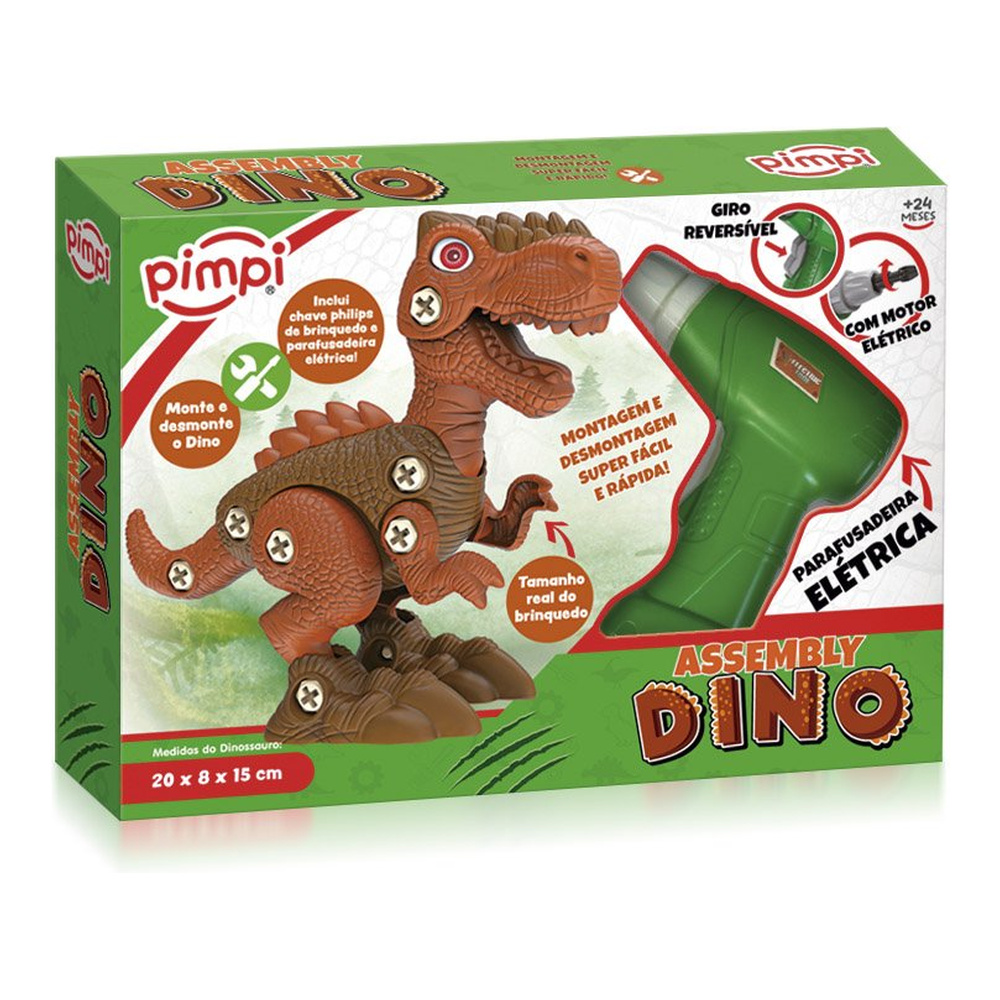 ASSEMBLY
DINO
MONTAGEM E
DESMONTAGEM
SUPER FÁCIL
E RÁPIDO!
pimpi
pimpi
ASSEMBLY
DINO
pimpi®
Inclui
chave philips
de brinquedo e
parafusadeira
elétrica!
Monte e
desmonte
o Dino
GIRO
REVERSÍVEL
+24
MESES
COM MOTOR
ELÉTRICO
ELECTRIC
MONTAGEM E
DESMONTAGEM
SUPER FÁCIL
E RÁPIDA!
PARAFUSADEIRA
ELÉTRICA
Tamanho
real do
brinquedo
ASSEMBLY
DINO
Medidas do Dinossauro:
20 x 8 x 15 cm